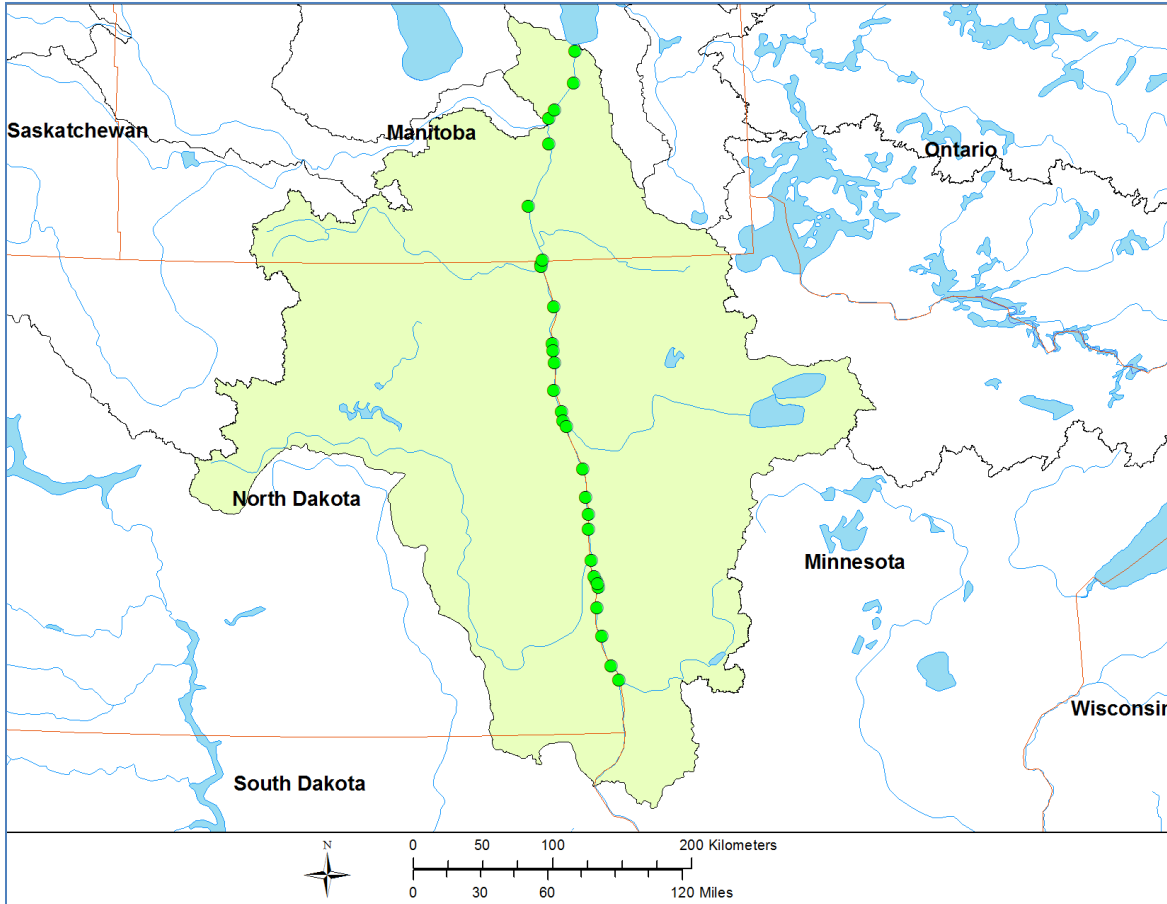 Saskatchewan
Manitoba
Ontario
North Dakota
Minnesota
Wisconsin
South Dakota
N
0 50 100 200 Kilometers
0 30 60 120 Miles